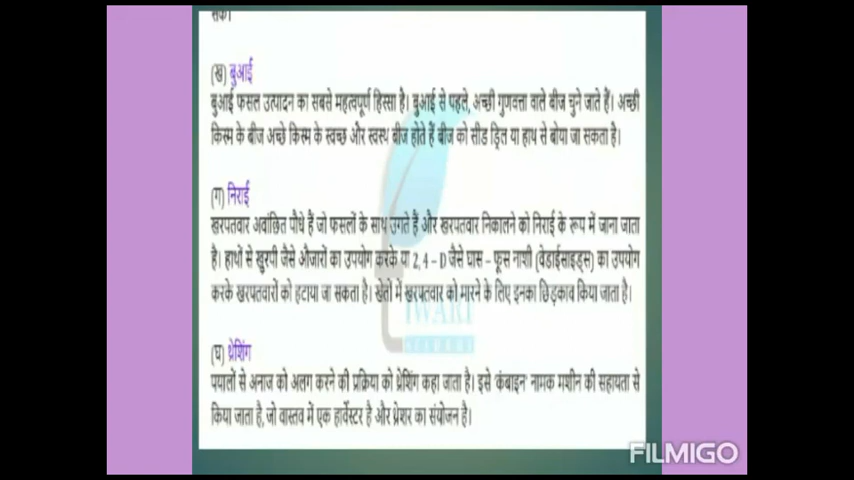 सकें।
(ख) बुआई
बुआई फसल उत्पादन का सबसे महत्वपूर्ण हिस्सा है। बुआई से पहले, अच्छी गुणवत्ता वाले बीज चुने जाते हैं। अच्छी
किस्म के बीज अच्छे किस्म के स्वच्छ और स्वस्थ बीज होते हैं बीज को सीड ड्रिल या हाथ से बोया जा सकता है।
(ग) निराई
खरपतवार अवांछित पौधे हैं जो फसलों के साथ उगते हैं और खरपतवार निकालने को निराई के रूप में जाना जाता
है। हाथों से खुरपी जैसे औजारों का उपयोग करके या 2,4 – D जैसे घास – फूस नाशी (वेडाईसाइड्स) का उपयोग
करके खरपतवारों को हटाया जा सकता है। खेतों में खरपतवार को मारने के लिए इनका छिड़काव किया जाता है।
IWARI
ACADEMY
(घ) थ्रेशिंग
पयालों से अनाज को अलग करने की प्रक्रिया को थ्रेशिंग कहा जाता है। इसे 'कंबाइन' नामक मशीन की सहायता से
किया जाता है, जो वास्तव में एक हार्वेस्टर है और थ्रेशर का संयोजन है।
FILMIGO